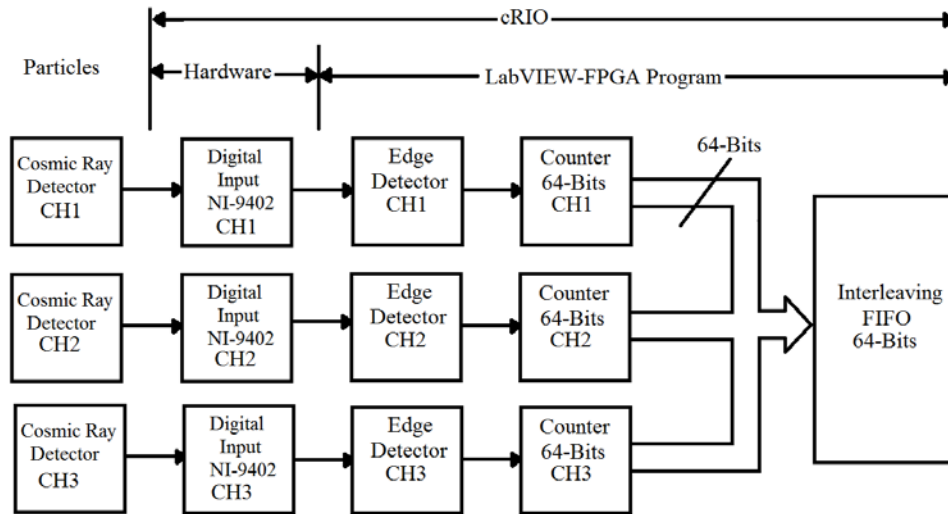 cRIO
Particles
Hardware
LabVIEW-FPGA Program
Cosmic Ray
Detector
CH1
Digital
Input
NI-9402
CH1
Edge
Detector
CH1
Counter
64-Bits
CH1
64-Bits
Cosmic Ray
Detector
CH2
Digital
Input
NI-9402
CH2
Edge
Detector
CH2
Counter
64-Bits
CH2
Interleaving
FIFO
64-Bits
Cosmic Ray
Detector
CH3
Digital
Input
NI-9402
CH3
Edge
Detector
CH3
Counter
64-Bits
CH3